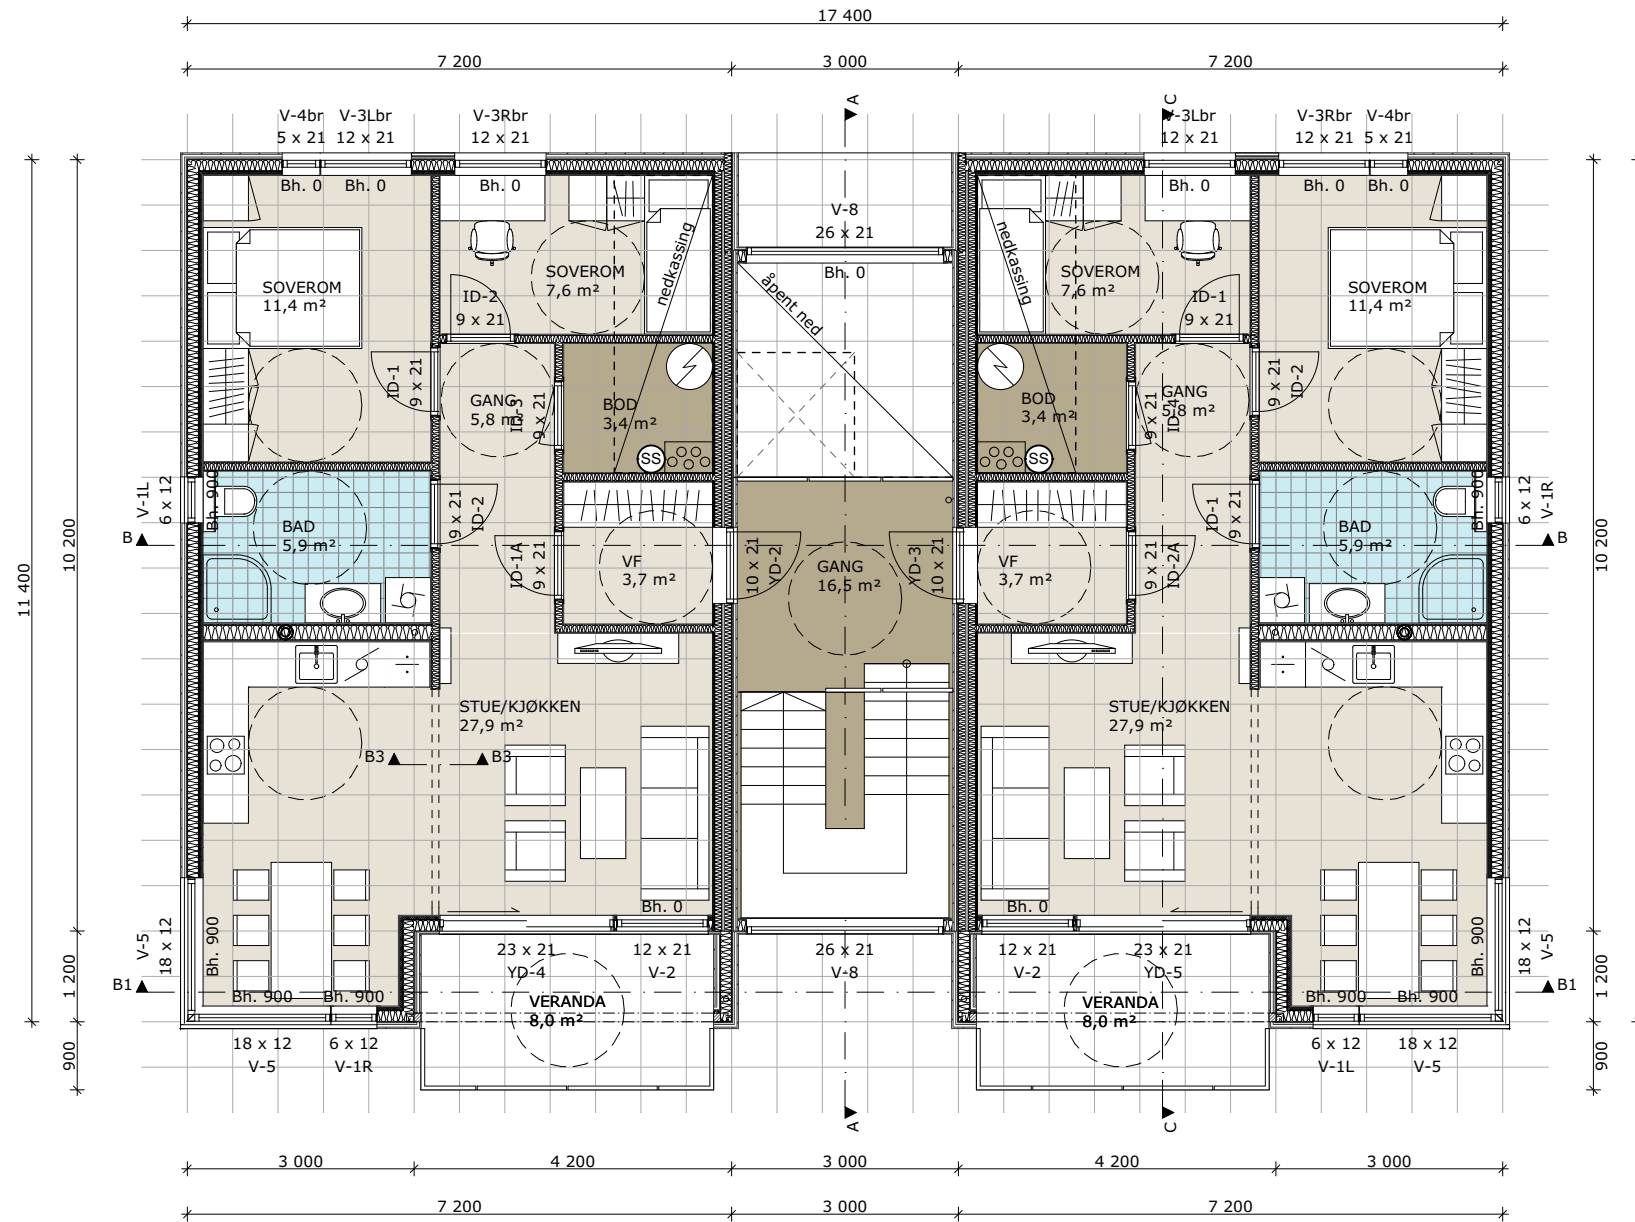 17 400
7 200
3 000
7 200
A
C
V-4br
V-3Lbr
V-3Rbr
V-3Lbr
V-3Rbr
V-4br
5 x 21
12 x 21
12 x 21
12 x 21
12 x 21
5 x 21
Bh. 0
Bh. 0
Bh. 0
Bh. 0
Bh. 0
Bh. 0
V-8
26 x 21
Bh. 0
nedkassing
nedkassing
åpent ned
SOVEROM
11,4 m²
SOVEROM
7,6 m²
SOVEROM
7,6 m²
SOVEROM
11,4 m²
ID-2
9 x 21
ID-1
9 x 21
ID-1
9 x 21
ID-2
9 x 21
GANG
5,8 m²
ID-3
9 x 21
BOD
3,4 m²
BOD
3,4 m²
ID-4
9 x 21
GANG
5,8 m²
SS
SS
V-1L
6 x 12
Bh. 900
V-1R
6 x 12
Bh. 900
BAD
5,9 m²
ID-2
9 x 21
ID-1
9 x 21
BAD
5,9 m²
B
B
10 200
11 400
10 200
ID-1A
9 x 21
VF
3,7 m²
YD-2
10 x 21
GANG
16,5 m²
YD-3
10 x 21
VF
3,7 m²
ID-2A
9 x 21
STUE/KJØKKEN
27,9 m²
STUE/KJØKKEN
27,9 m²
B3
B3
Bh. 0
Bh. 0
V-5
18 x 12
Bh. 900
V-5
18 x 12
Bh. 900
23 x 21
YD-4
12 x 21
V-2
26 x 21
V-8
12 x 21
V-2
23 x 21
YD-5
1 200
1 200
B1
B1
Bh. 900
Bh. 900
Bh. 900
Bh. 900
VERANDA
8,0 m²
VERANDA
8,0 m²
900
900
18 x 12
V-5
6 x 12
V-1R
6 x 12
V-1L
18 x 12
V-5
A
C
3 000
4 200
3 000
4 200
3 000
7 200
3 000
7 200